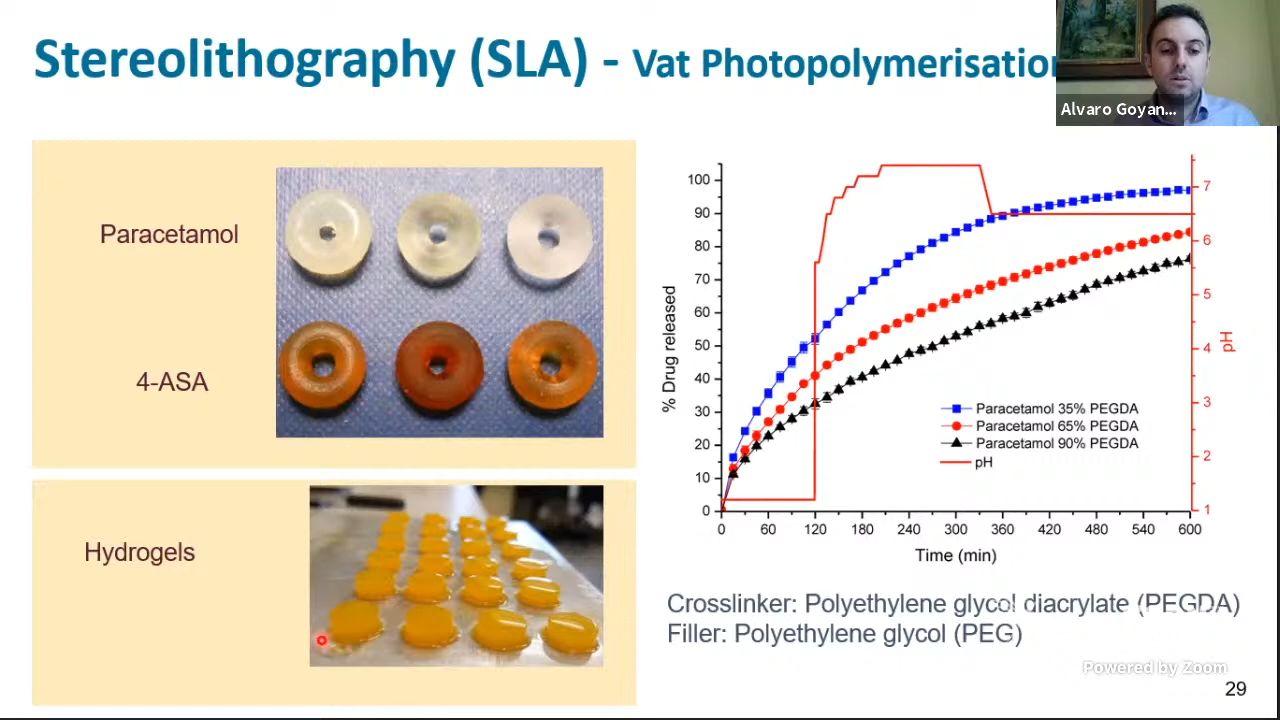 Stereolithography (SLA) - Vat Photopolymerisation
Alvaro Goyan...
Paracetamol
4-ASA
Hydrogels
100
90
80
70
60
50
40
30
20
10
0
% Drug released
7
6
5
4
3
2
1
pH
Paracetamol 35% PEGDA
Paracetamol 65% PEGDA
Paracetamol 90% PEGDA
pH
0 60 120 180 240 300 360 420 480 540 600
Time (min)
Crosslinker: Polyethylene glycol diacrylate (PEGDA)
Filler: Polyethylene glycol (PEG)
Powered by Zoom
29